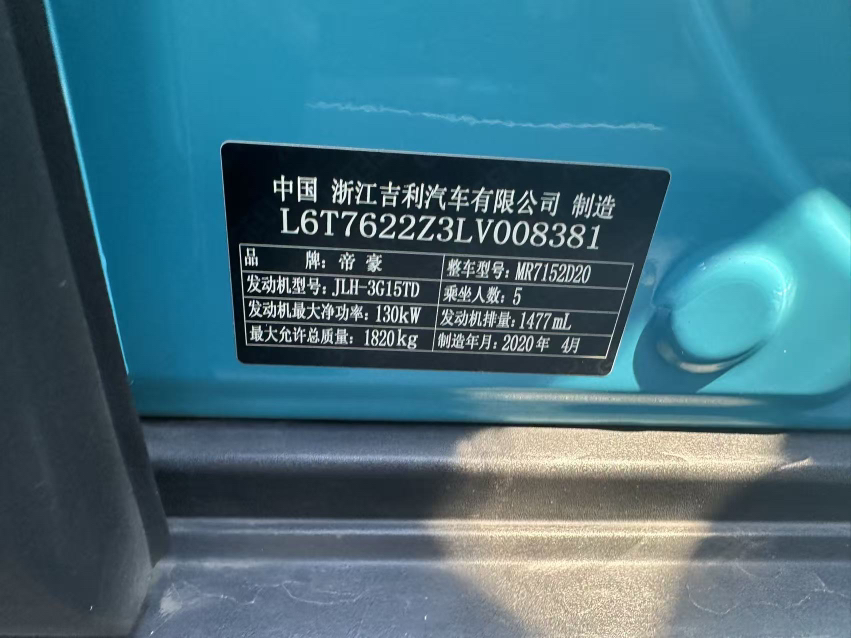 中国 浙江吉利汽车有限公司 制造
L6T7622Z3LV008381
品 牌：帝豪 整车型号：MR7152D20
发动机型号：JLH-3G15TD 乘坐人数：5
发动机最大净功率：130kW 发动机排量：1477mL
最大允许总质量：1820kg 制造年月：2020年 4月